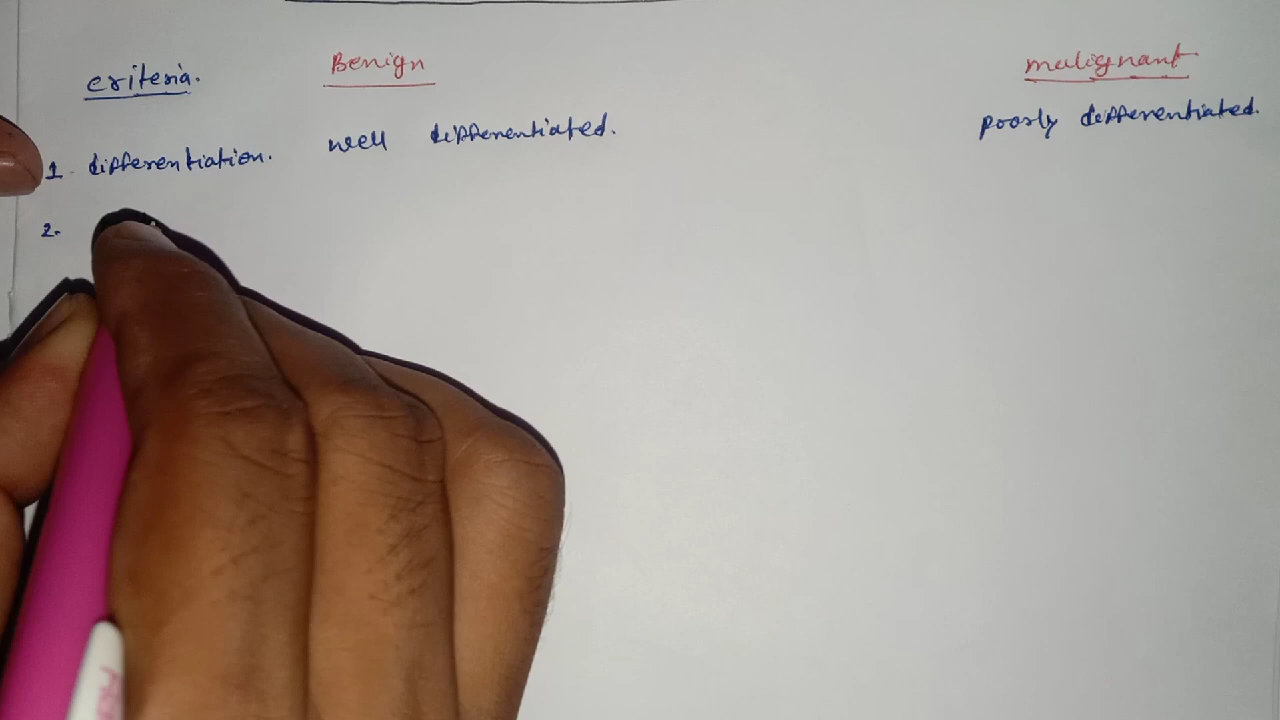 criteria. Benign malignant
1. differentiation. well differentiated. poorly differentiated.
2.